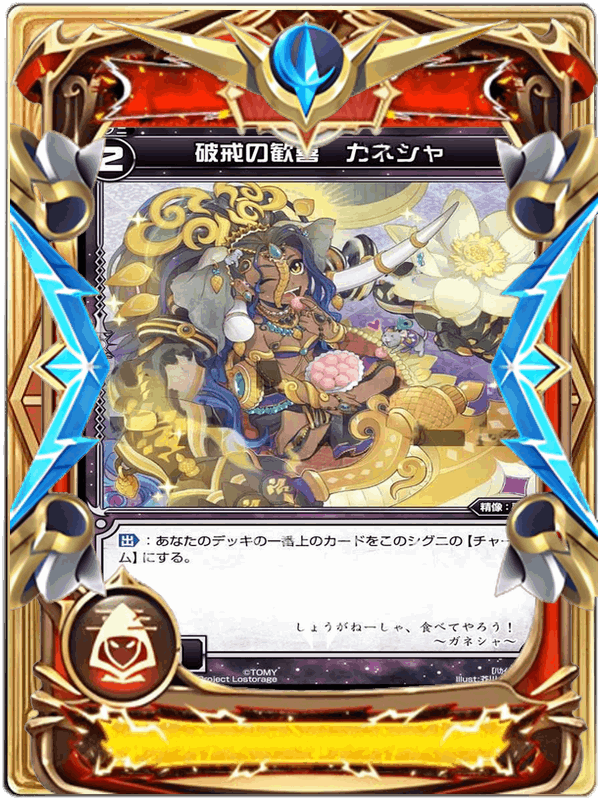 2
破戒の歓喜 ガネシャ
精像：
出：あなたのデッキの一番上のカードをこのシグニの【チャー
ム】にする。
しょうがねーしゃ、食べてやろう！
～ガネシャ～
©TOMY
Project Lostorage
Illust: